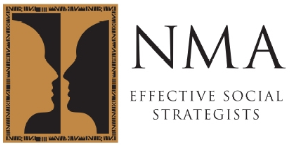 NMA
EFFECTIVE SOCIAL
STRATEGISTS